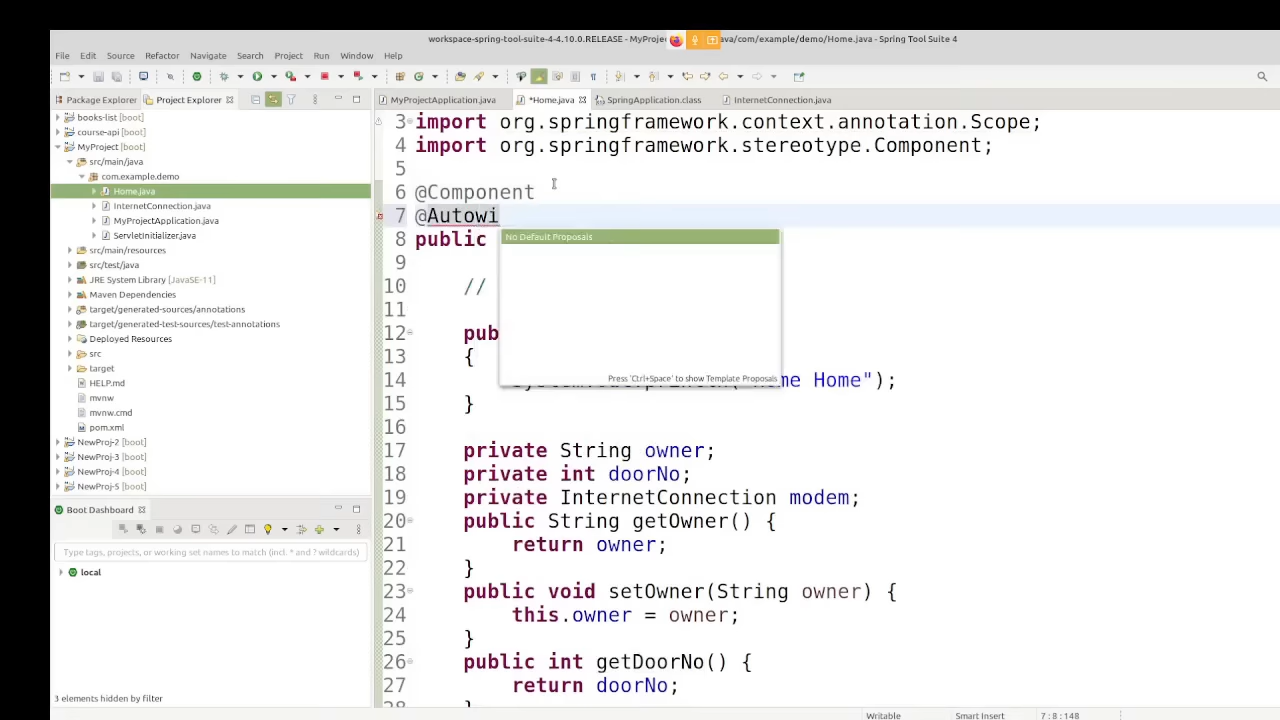 workspace-spring-tool-suite-4-4.10.0.RELEASE - MyProjec ava/com/example/demo/Home.java - Spring Tool Suite 4
File Edit Source Refactor Navigate Search Project Run Window Help
Package Explorer Project Explorer MyProjectApplication.java *Home.java SpringApplication.class InternetConnection.java
books-list [boot]
course-api [boot]
MyProject [boot]
src/main/java
com.example.demo
Home.java
InternetConnection.java
MyProjectApplication.java
ServletInitializer.java
src/main/resources
src/test/java
JRE System Library [JavaSE-11]
Maven Dependencies
target/generated-sources/annotations
target/generated-test-sources/test-annotations
Deployed Resources
src
target
HELP.md
mvnw
mvnw.cmd
pom.xml
NewProj-2 [boot]
NewProj-3 [boot]
NewProj-4 [boot]
NewProj-5 [boot]
Boot Dashboard
Type tags, projects, or working set names to match (incl. * and ? wildcards)
local
3 elements hidden by filter
3 import org.springframework.context.annotation.Scope;
4 import org.springframework.stereotype.Component;
5
6 @Component
7 @Autowi
8 public
No Default Proposals
9
10 //
11
12 pub
13 {
14 Home");
Press 'Ctrl+Space' to show Template Proposals
15 }
16
17 private String owner;
18 private int doorNo;
19 private InternetConnection modem;
20 public String getOwner() {
21 return owner;
22 }
23 public void setOwner(String owner) {
24 this.owner = owner;
25 }
26 public int getDoorNo() {
27 return doorNo;
Writable Smart Insert 7 : 8 : 148